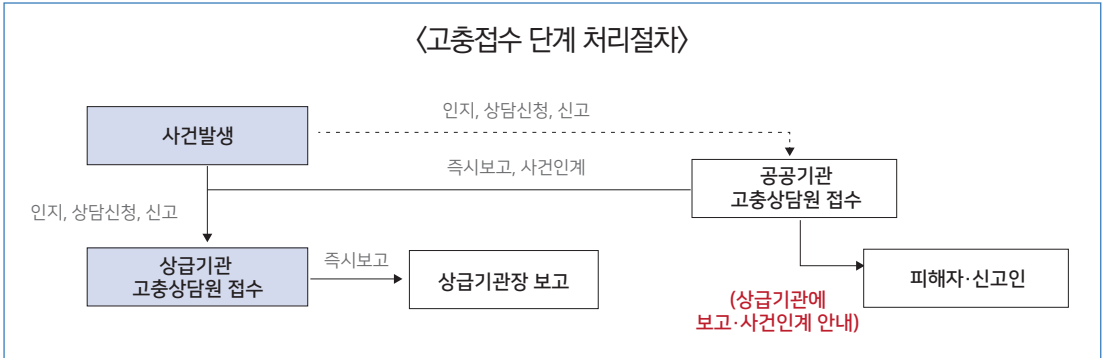 〈고충접수 단계 처리절차〉
인지, 상담신청, 신고
사건발생
즉시보고, 사건인계
공공기관
고충상담원 접수
인지, 상담신청, 신고
상급기관
고충상담원 접수
즉시보고
상급기관장 보고
(상급기관에
보고·사건인계 안내)
피해자·신고인